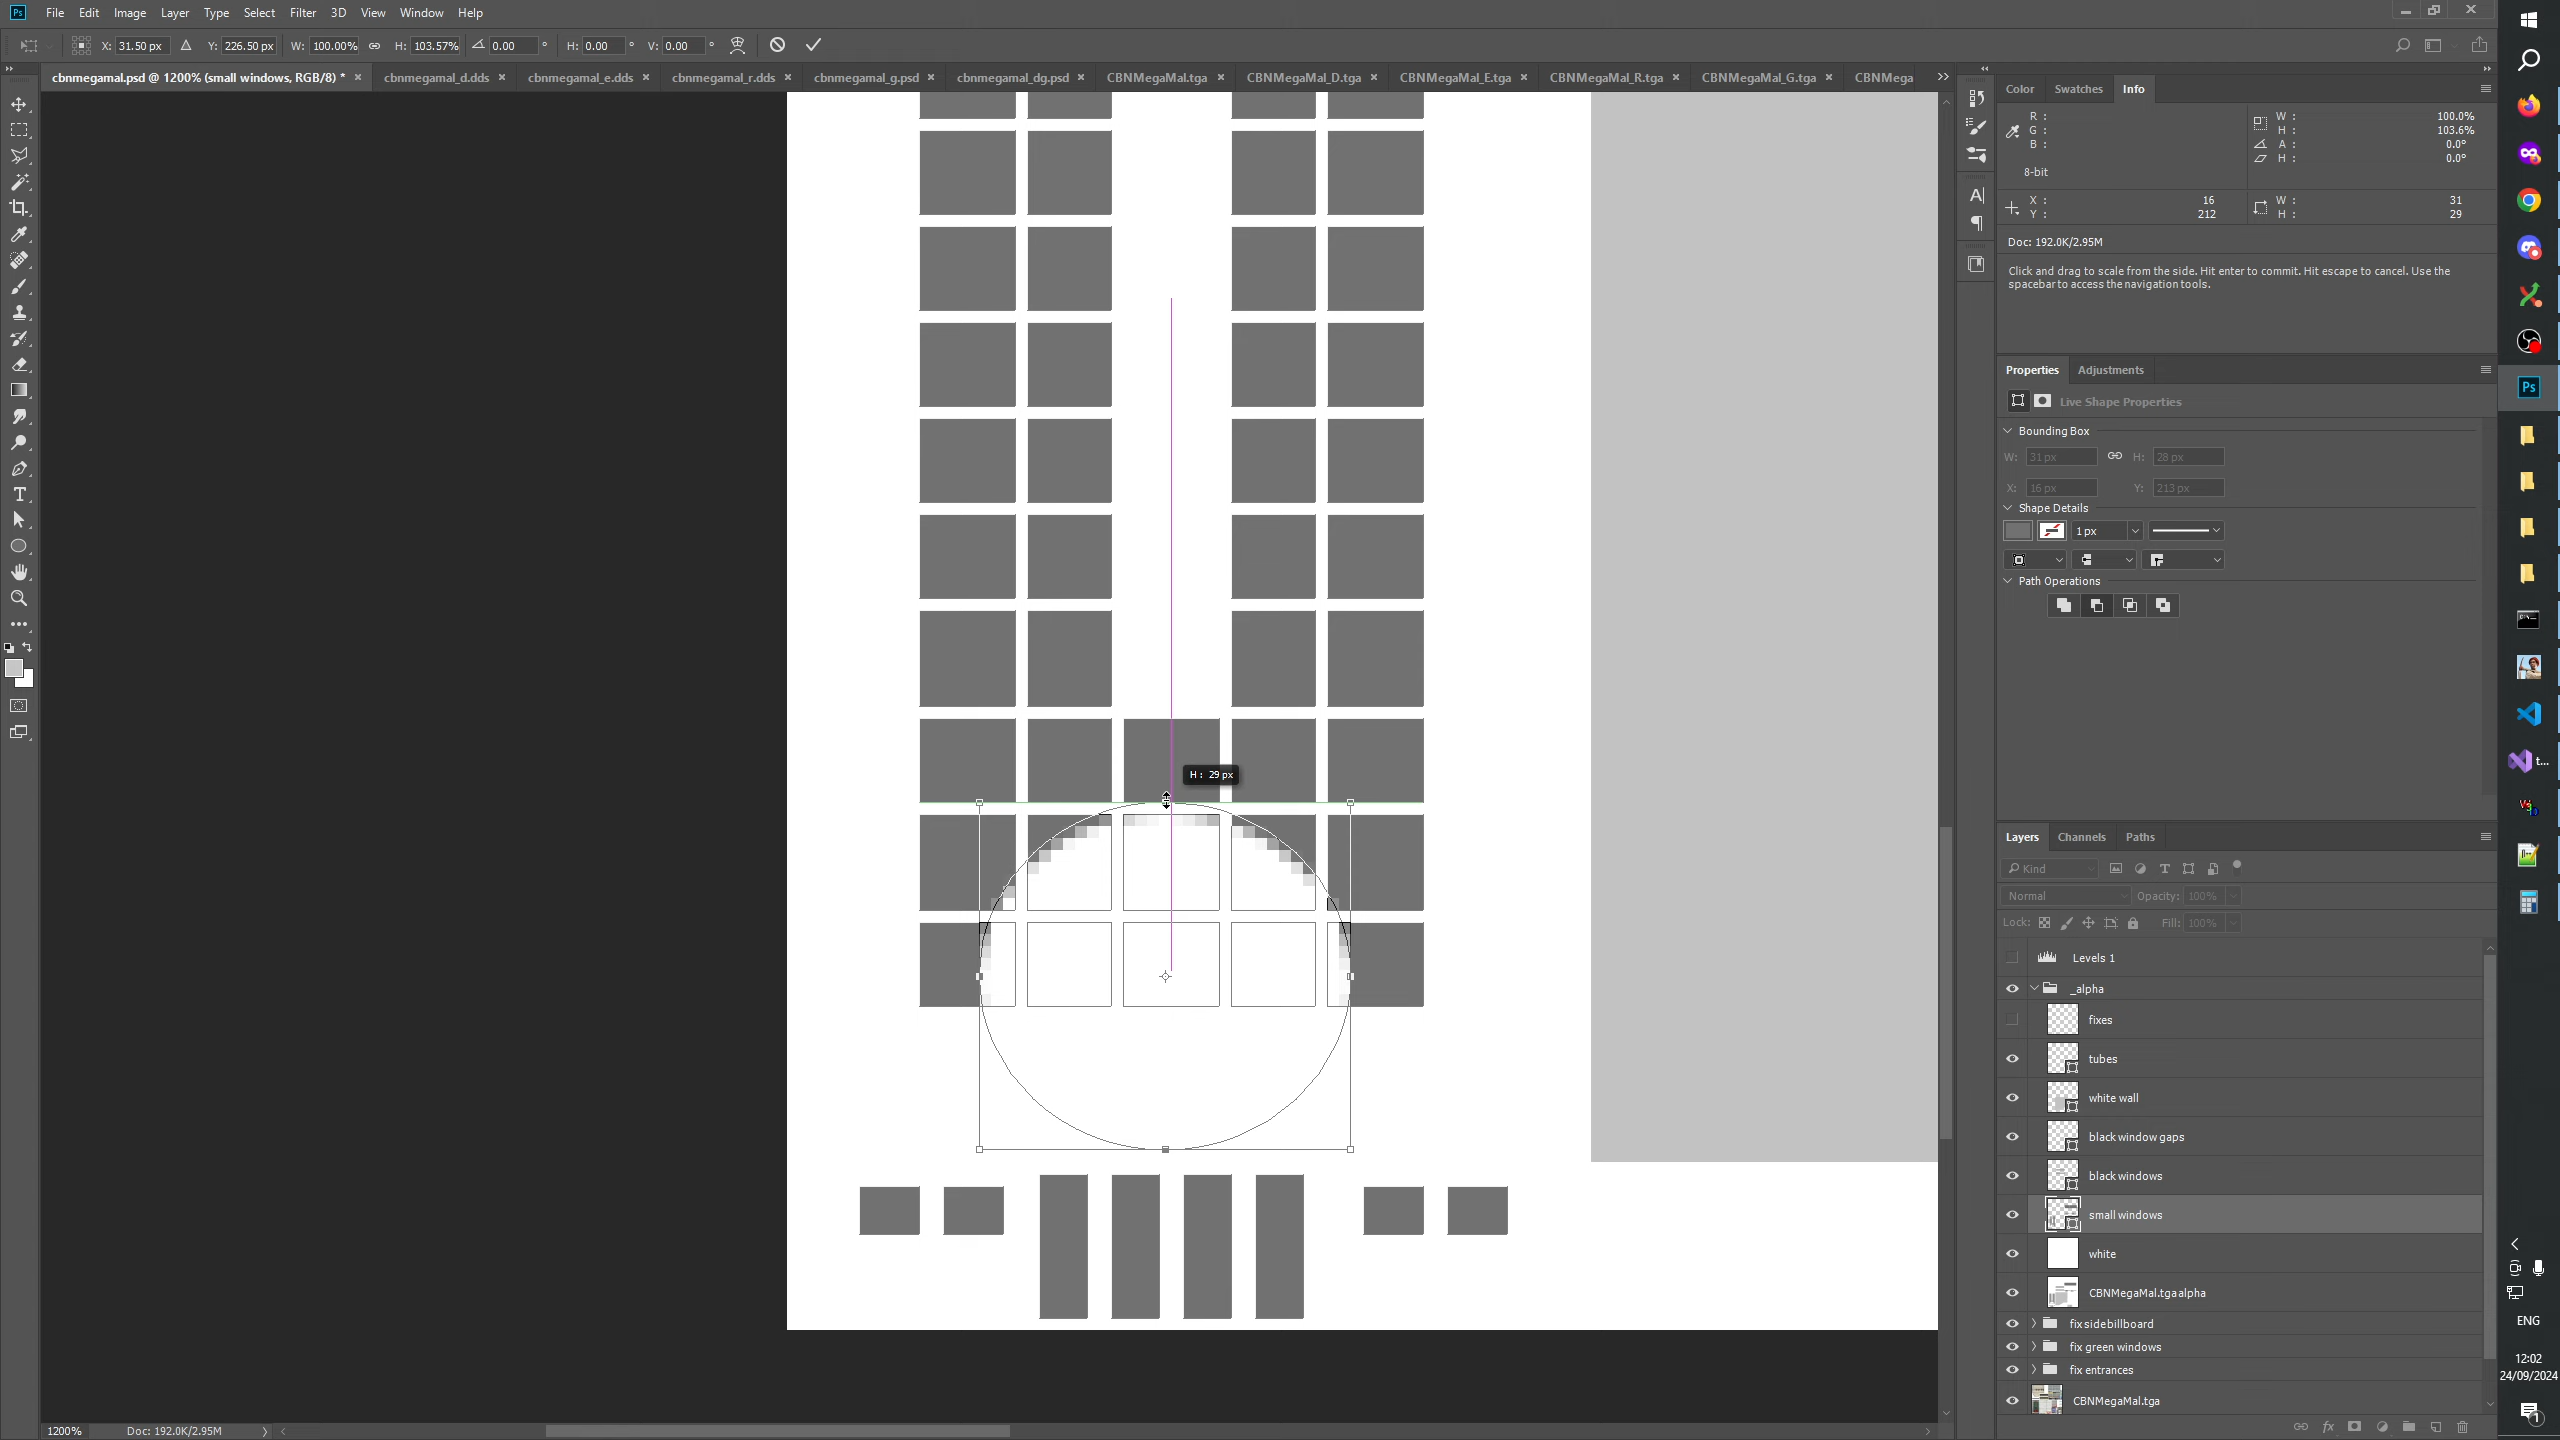 Ps File Edit Image Layer Type Select Filter 3D View Window Help
X: 31.50 px Y: 226.50 px W: 100.00% H: 103.57% 0.00 ° H: 0.00 ° V: 0.00 °
cbnmegamal.psd @ 1200% (small windows, RGB/8) * × cbnmegamal_d.dds × cbnmegamal_e.dds × cbnmegamal_r.dds × cbnmegamal_g.psd × cbnmegamal_dg.psd × CBNMegaMal.tga × CBNMegaMal_D.tga × CBNMegaMal_E.tga × CBNMegaMal_R.tga × CBNMegaMal_G.tga × CBNMega
Color Swatches Info
R :
G :
B :
8-bit
W : 100.0%
H : 103.6%
A : 0.0°
H : 0.0°
X : 16
Y : 212
W : 31
H : 29
Doc: 192.0K/2.95M
Click and drag to scale from the side. Hit enter to commit. Hit escape to cancel. Use the
spacebar to access the navigation tools.
Properties Adjustments
Live Shape Properties
Bounding Box
W: 31 px H: 28 px
X: 16 px Y: 213 px
Shape Details
1 px
Path Operations
H : 29 px
Layers Channels Paths
Kind
Normal Opacity: 100%
Lock: Fill: 100%
Levels 1
_alpha
fixes
tubes
white wall
black window gaps
black windows
small windows
white
CBNMegaMal.tga alpha
fix side billboard
fix green windows
fix entrances
CBNMegaMal.tga
Ps
t...
ENG
12:02
24/09/2024
1
1200% Doc: 192.0K/2.95M